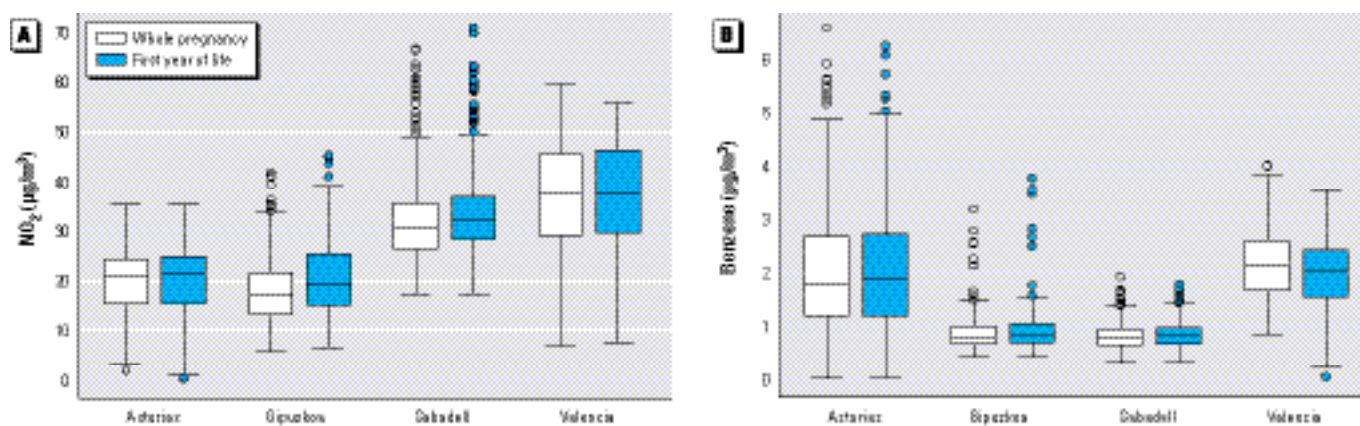 A
Whole pregnancy
First year of life
NO2 (µg/m3)
70
60
50
40
30
20
10
0
Asturias
Gipuzkoa
Sabadell
Valencia
B
Benzene (µg/m3)
6
5
4
3
2
1
0
Asturias
Gipuzkoa
Sabadell
Valencia